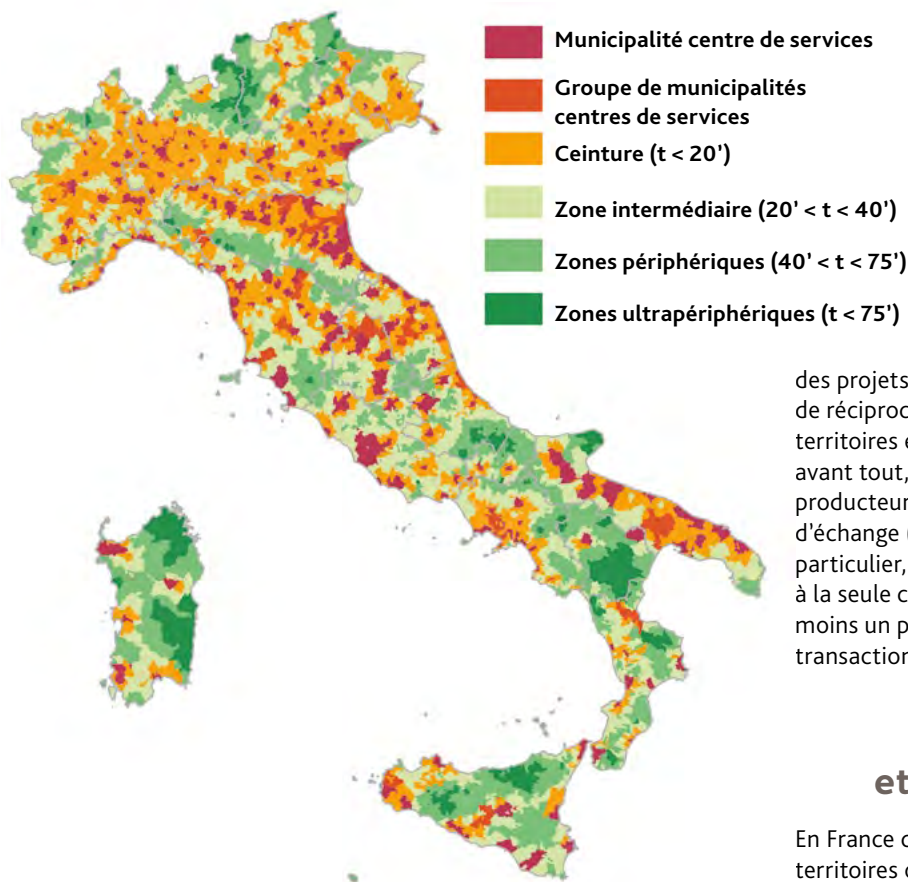 Municipalité centre de services
Groupe de municipalités
centres de services
Ceinture (t < 20')
Zone intermédiaire (20' < t < 40')
Zones périphériques (40' < t < 75')
Zones ultrapériphériques (t < 75')
des projets
de réciproc
territoires e
avant tout,
producteur
d'échange (
particulier,
à la seule c
moins un p
transaction
et
En France c
territoires c